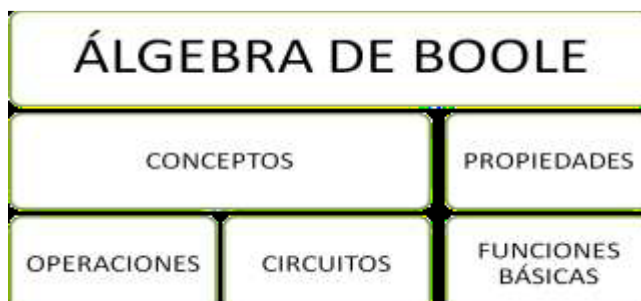 ÁLGEBRA DE BOOLE
CONCEPTOS
PROPIEDADES
OPERACIONES
CIRCUITOS
FUNCIONES
BÁSICAS